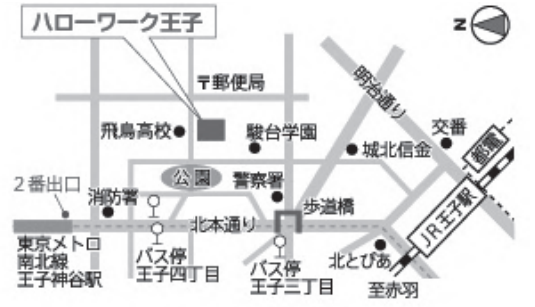 ハローワーク王子
N
〒郵便局
明治通り
飛鳥高校
駿台学園
城北信金
交番
都電
公園
警察署
2番出口
消防署
歩道橋
JR王子駅
北本通り
東京メトロ
南北線
王子神谷駅
バス停
王子四丁目
バス停
王子三丁目
北とぴあ
至赤羽